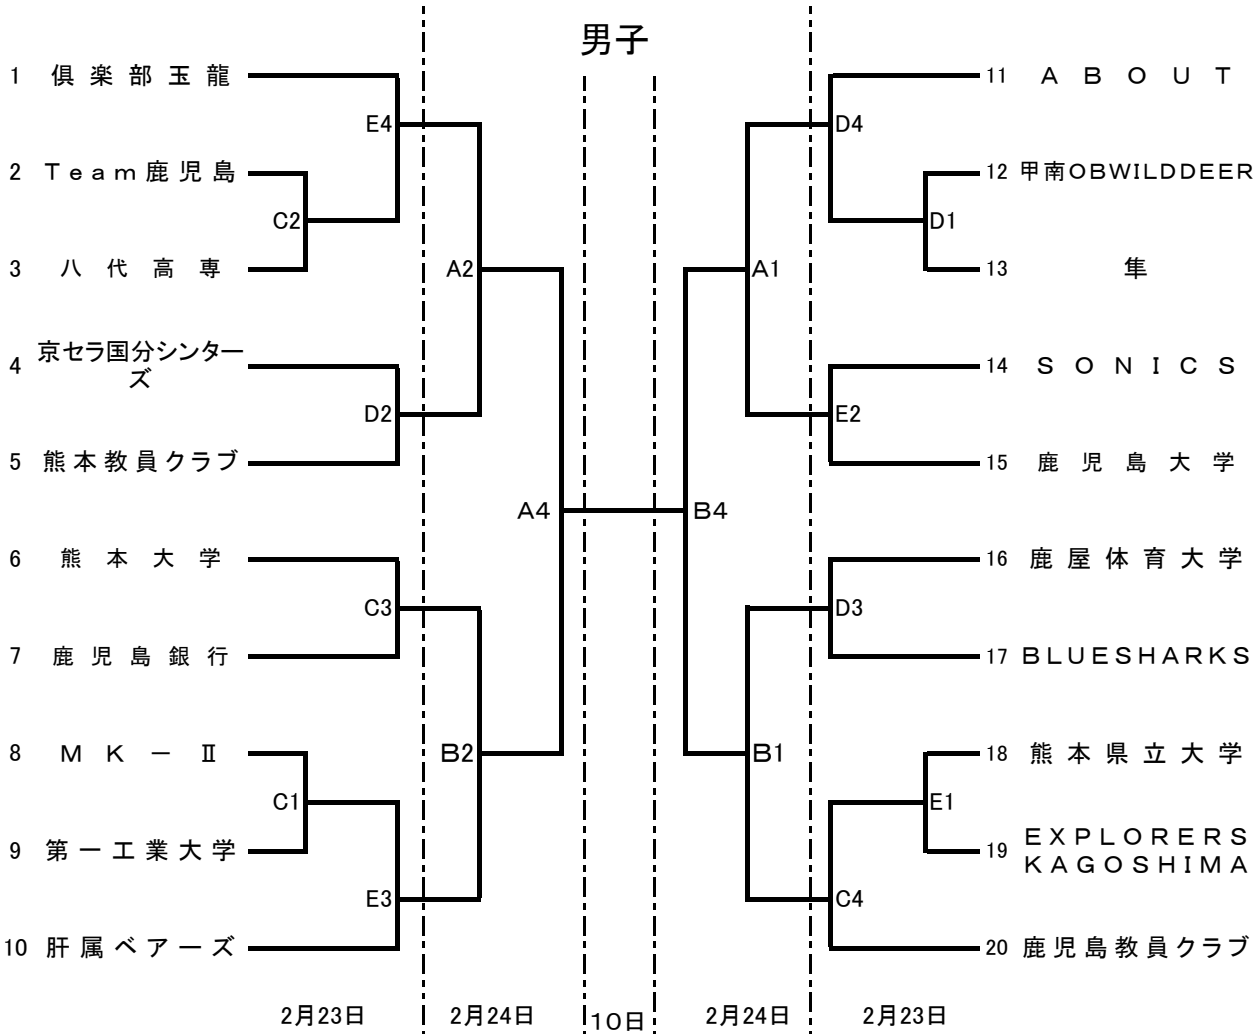 男子
1 倶楽部玉龍
E4
2 Team鹿児島
C2
3 八代高専
A2
4 京セラ国分シンター
ズ
D2
5 熊本教員クラブ
A4
6 熊本大学
C3
7 鹿児島銀行
8 MK－Ⅱ
B2
C1
9 第一工業大学
E3
10 肝属ベアーズ
11 ABOUT
D4
12 甲南OBWILDDEER
D1
13 隼
A1
14 SONICS
E2
15 鹿児島大学
B4
16 鹿屋体育大学
D3
17 BLUESHARKS
18 熊本県立大学
B1
E1
19 EXPLORERS
KAGOSHIMA
C4
20 鹿児島教員クラブ
2月23日 2月24日 10日 2月24日 2月23日